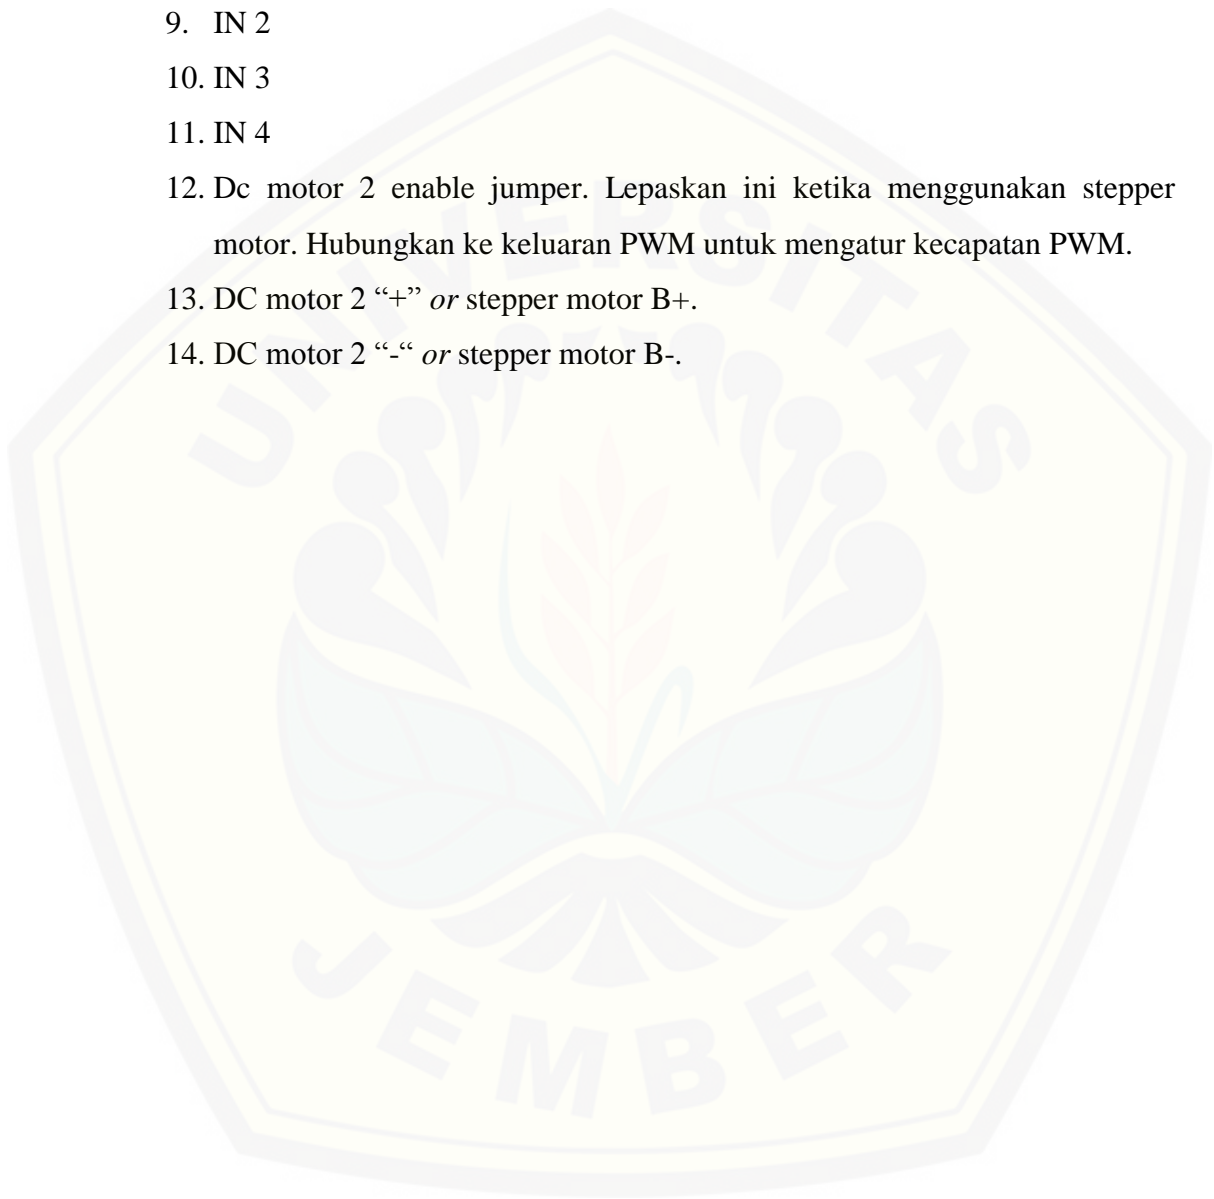 9. IN 2
10. IN 3
11. IN 4
12. Dc motor 2 enable jumper. Lepaskan ini ketika menggunakan stepper
motor. Hubungkan ke keluaran PWM untuk mengatur kecapatan PWM.
13. DC motor 2 “+” or stepper motor B+.
14. DC motor 2 “-“ or stepper motor B-.
UNIVERSITAS
JEMBER